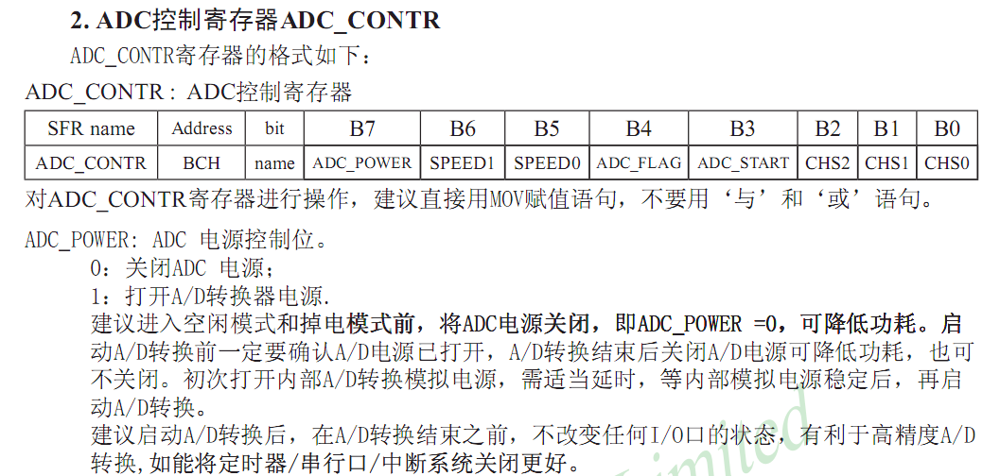 2. ADC控制寄存器ADC_CONTR
ADC_CONTR寄存器的格式如下：
ADC_CONTR : ADC控制寄存器
SFR name Address bit B7 B6 B5 B4 B3 B2 B1 B0
ADC_CONTR BCH name ADC_POWER SPEED1 SPEED0 ADC_FLAG ADC_START CHS2 CHS1 CHS0
对ADC_CONTR寄存器进行操作，建议直接用MOV赋值语句，不要用‘与’和‘或’语句。
ADC_POWER: ADC 电源控制位。
0：关闭ADC 电源；
1：打开A/D转换器电源.
建议进入空闲模式和掉电模式前，将ADC电源关闭，即ADC_POWER =0，可降低功耗。启
动A/D转换前一定要确认A/D电源已打开，A/D转换结束后关闭A/D电源可降低功耗，也可
不关闭。初次打开内部A/D转换模拟电源，需适当延时，等内部模拟电源稳定后，再启
动A/D转换。
建议启动A/D转换后，在A/D转换结束之前，不改变任何I/O口的状态，有利于高精度A/D
转换,如能将定时器/串行口/中断系统关闭更好。
Limited